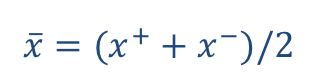 x̄ = (x⁺ + x⁻)/2